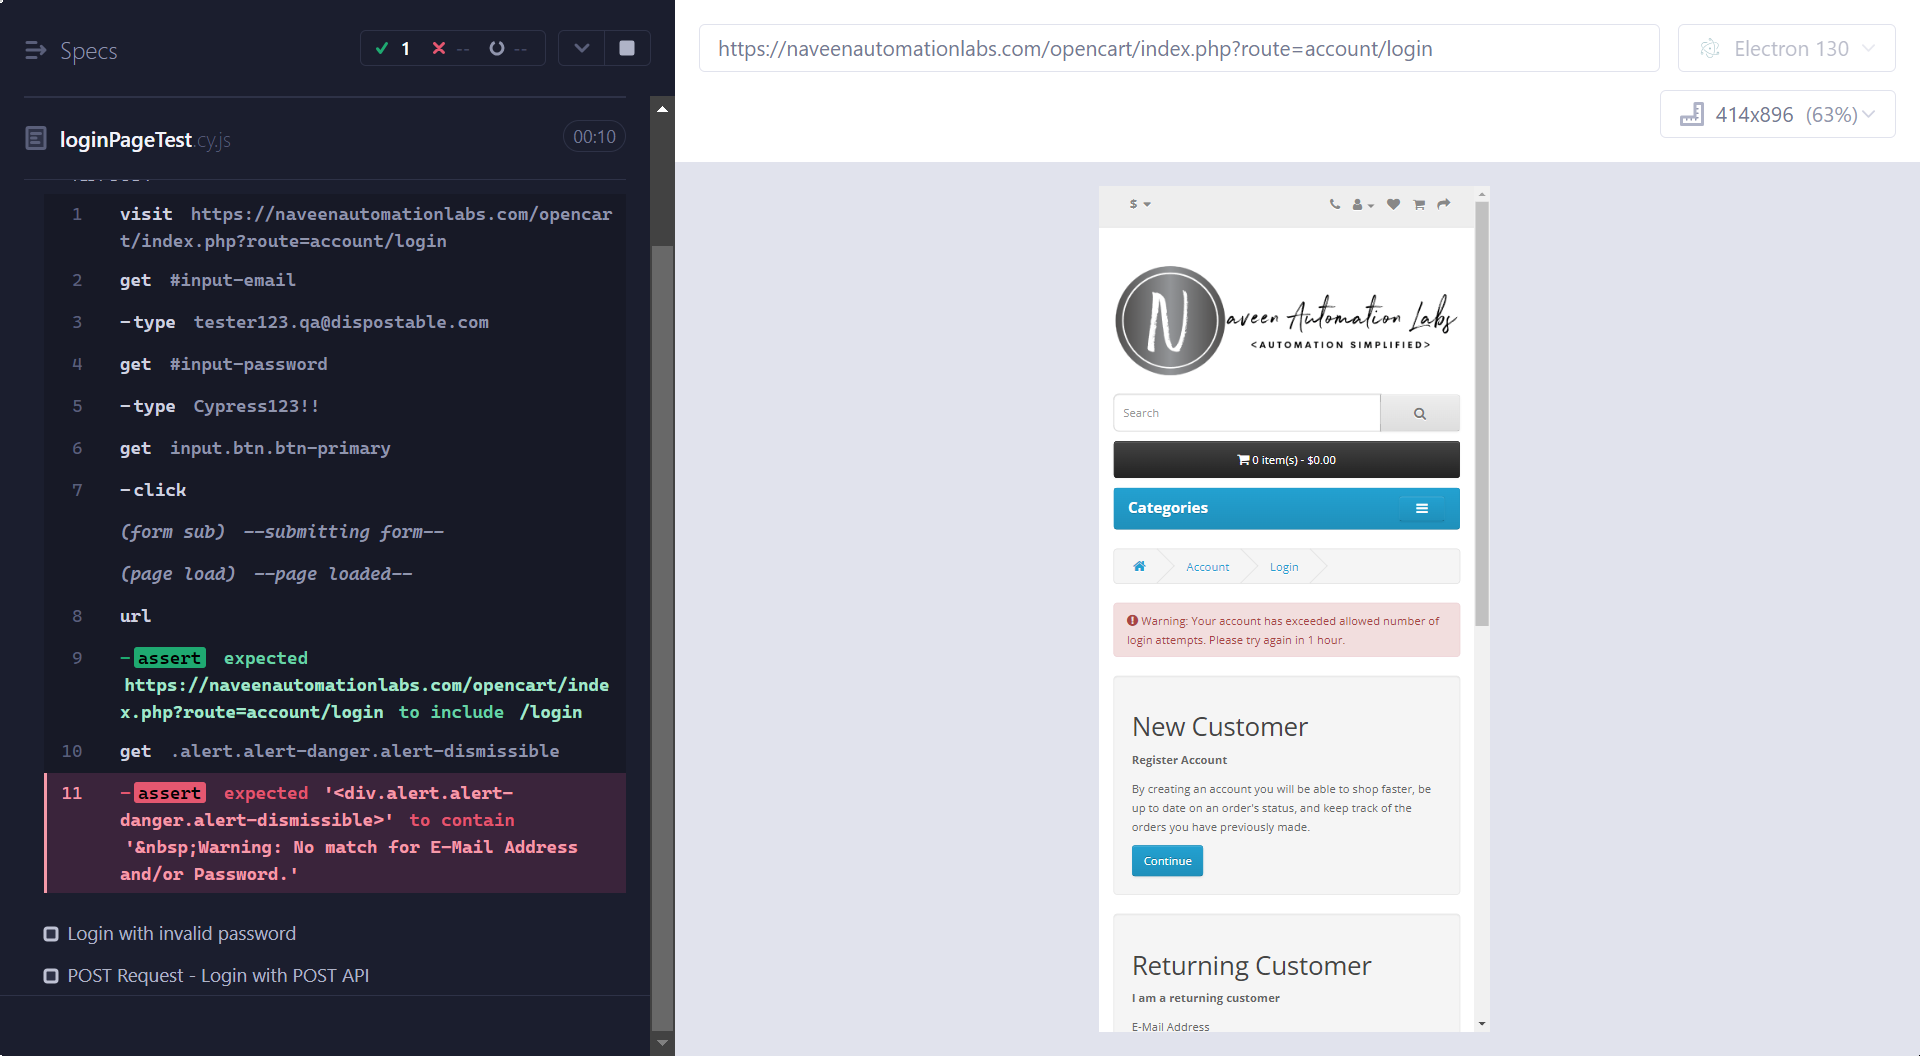 Specs
1 -- --
loginPageTest.cy.js
00:10
1 visit https://naveenautomationlabs.com/opencar
t/index.php?route=account/login
2 get #input-email
3 -type tester123.qa@dispostable.com
4 get #input-password
5 -type Cypress123!!
6 get input.btn.btn-primary
7 -click
(form sub) --submitting form--
(page load) --page loaded--
8 url
9 -assert expected
https://naveenautomationlabs.com/opencart/inde
x.php?route=account/login to include /login
10 get .alert.alert-danger.alert-dismissible
11 -assert expected '<div.alert.alert-
danger.alert-dismissible>' to contain
'&nbsp;Warning: No match for E-Mail Address
and/or Password.'
Login with invalid password
POST Request - Login with POST API
https://naveenautomationlabs.com/opencart/index.php?route=account/login
Electron 130
414x896 (63%)
$
Naveen Automation Labs
<AUTOMATION SIMPLIFIED>
Search
0 item(s) - $0.00
Categories
Account Login
Warning: Your account has exceeded allowed number of
login attempts. Please try again in 1 hour.
New Customer
Register Account
By creating an account you will be able to shop faster, be
up to date on an order's status, and keep track of the
orders you have previously made.
Continue
Returning Customer
I am a returning customer
E-Mail Address